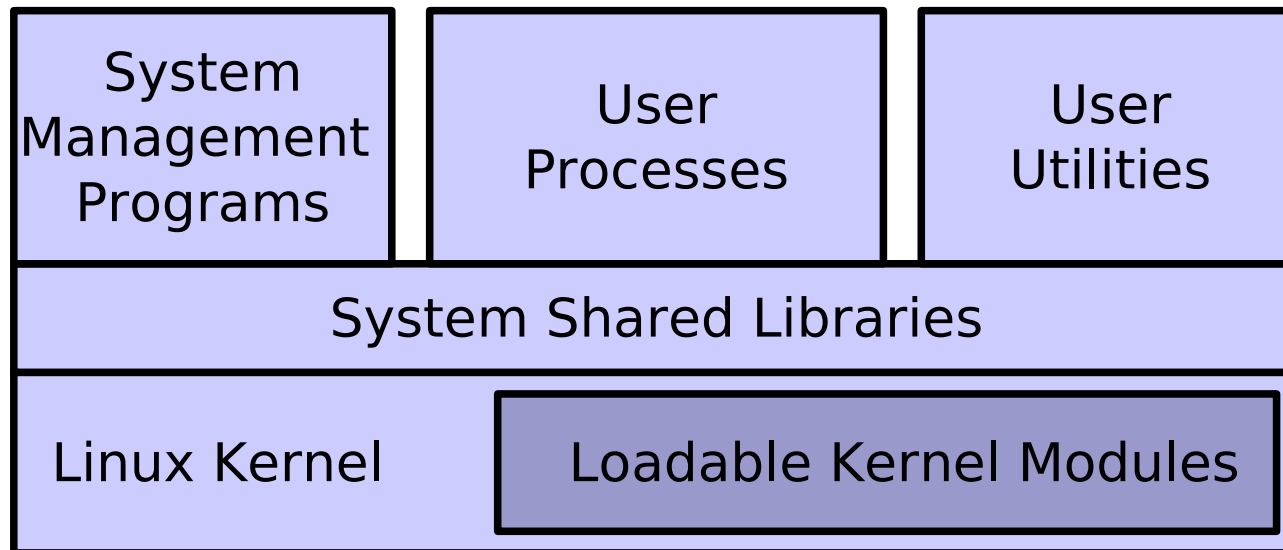 System
Management
Programs
User
Processes
User
Utilities
System Shared Libraries
Linux Kernel
Loadable Kernel Modules